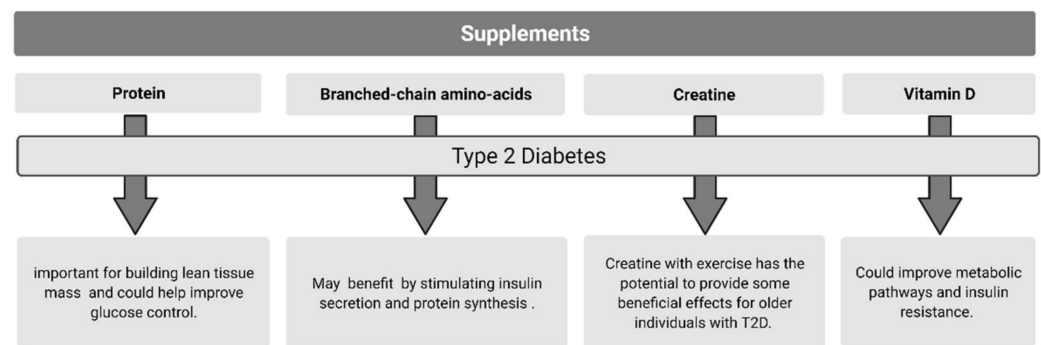 Supplements
Protein
Branched-chain amino-acids
Creatine
Vitamin D
Type 2 Diabetes
important for building lean tissue
mass and could help improve
glucose control.
May benefit by stimulating insulin
secretion and protein synthesis .
Creatine with exercise has the
potential to provide some
beneficial effects for older
individuals with T2D.
Could improve metabolic
pathways and insulin
resistance.